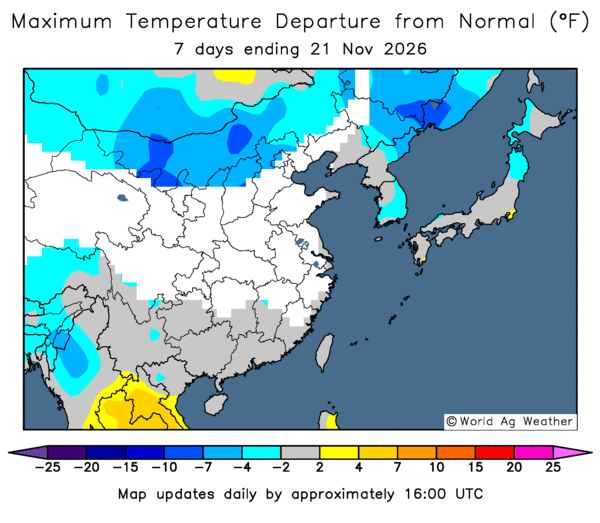 Maximum Temperature Departure from Normal (°F)
7 days ending 21 Nov 2026
© World Ag Weather
-25 -20 -15 -10 -7 -4 -2 2 4 7 10 15 20 25
Map updates daily by approximately 16:00 UTC